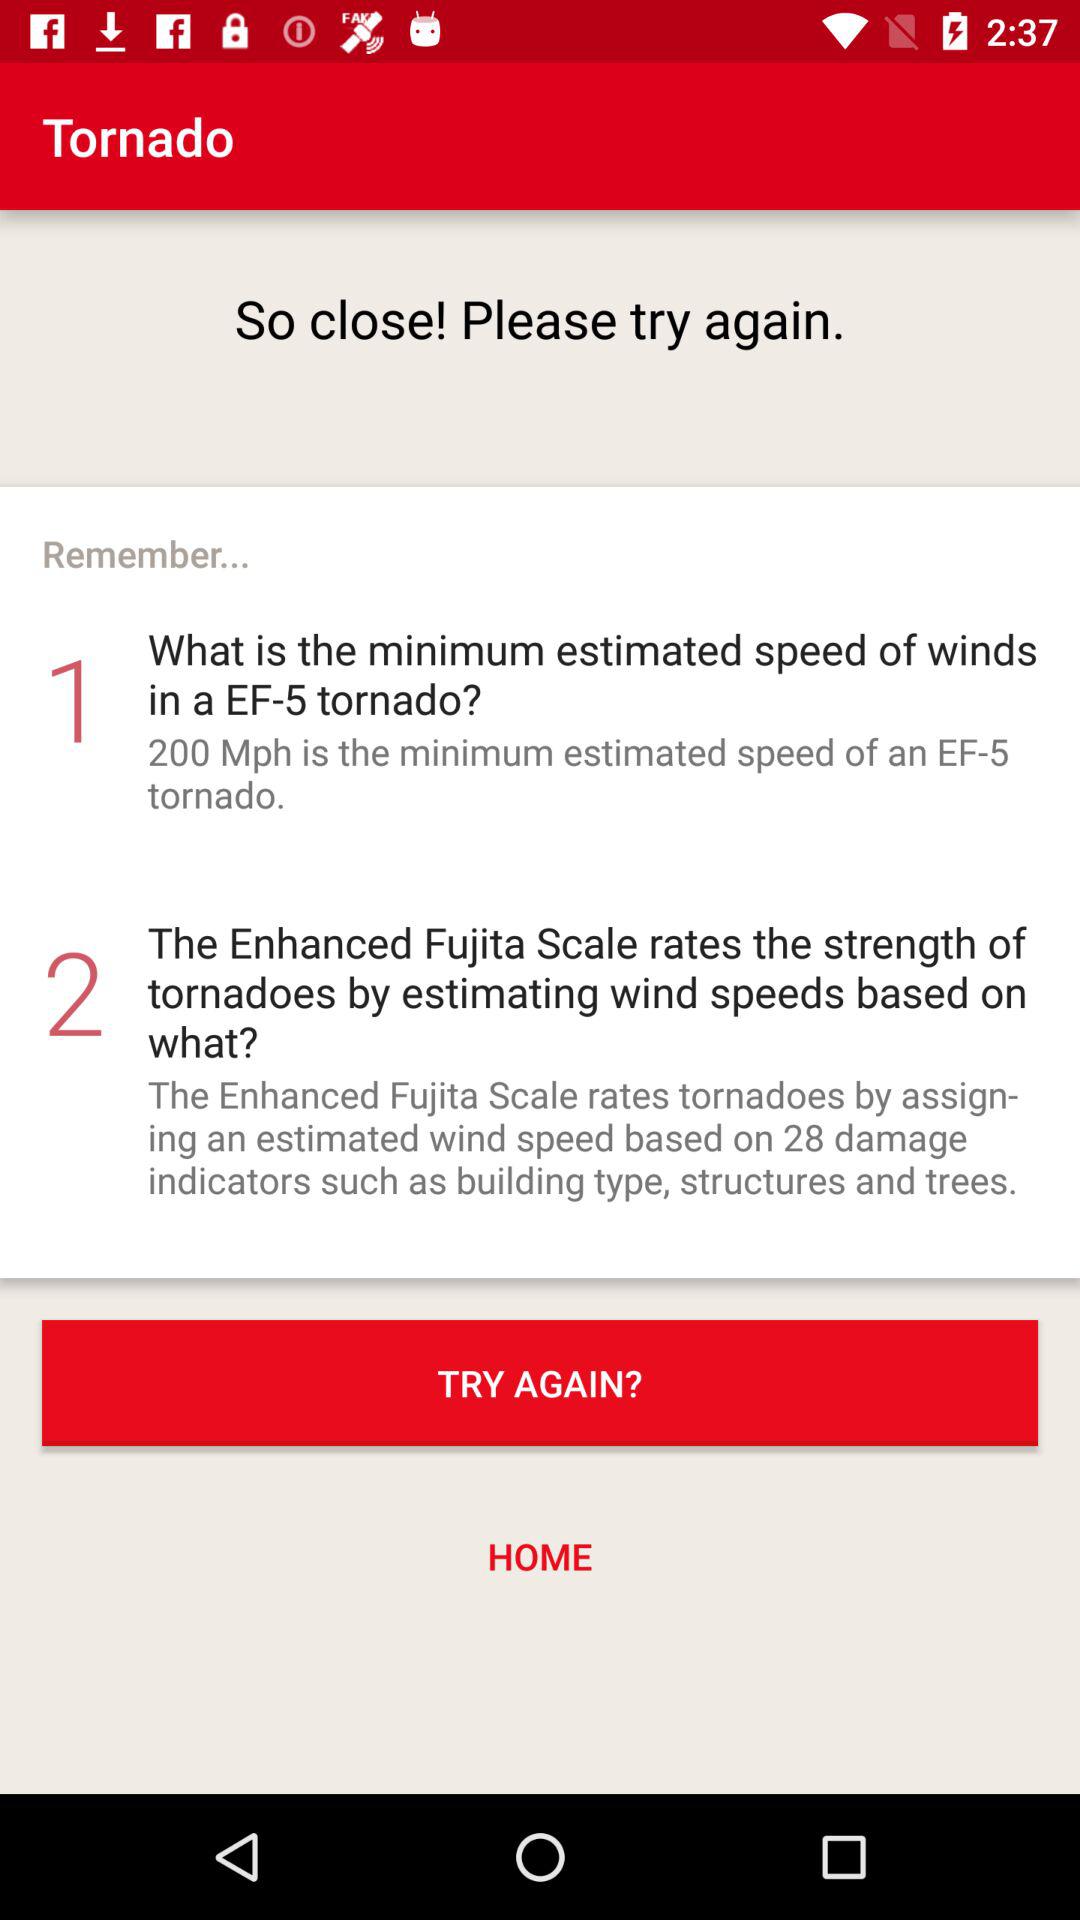 FAKE
2:37
Tornado
So close! Please try again.
Remember...
1
What is the minimum estimated speed of winds
in a EF-5 tornado?
200 Mph is the minimum estimated speed of an EF-5
tornado.
2
The Enhanced Fujita Scale rates the strength of
tornadoes by estimating wind speeds based on
what?
The Enhanced Fujita Scale rates tornadoes by assign-
ing an estimated wind speed based on 28 damage
indicators such as building type, structures and trees.
TRY AGAIN?
HOME